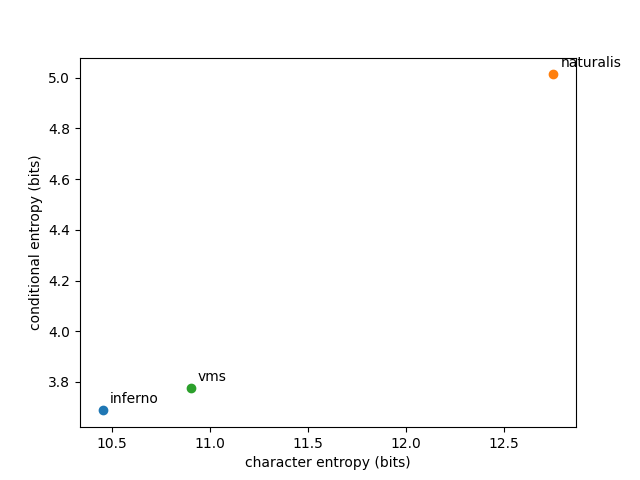 naturalis
5.0
4.8
4.6
4.4
4.2
4.0
3.8
conditional entropy (bits)
vms
inferno
10.5 11.0 11.5 12.0 12.5
character entropy (bits)